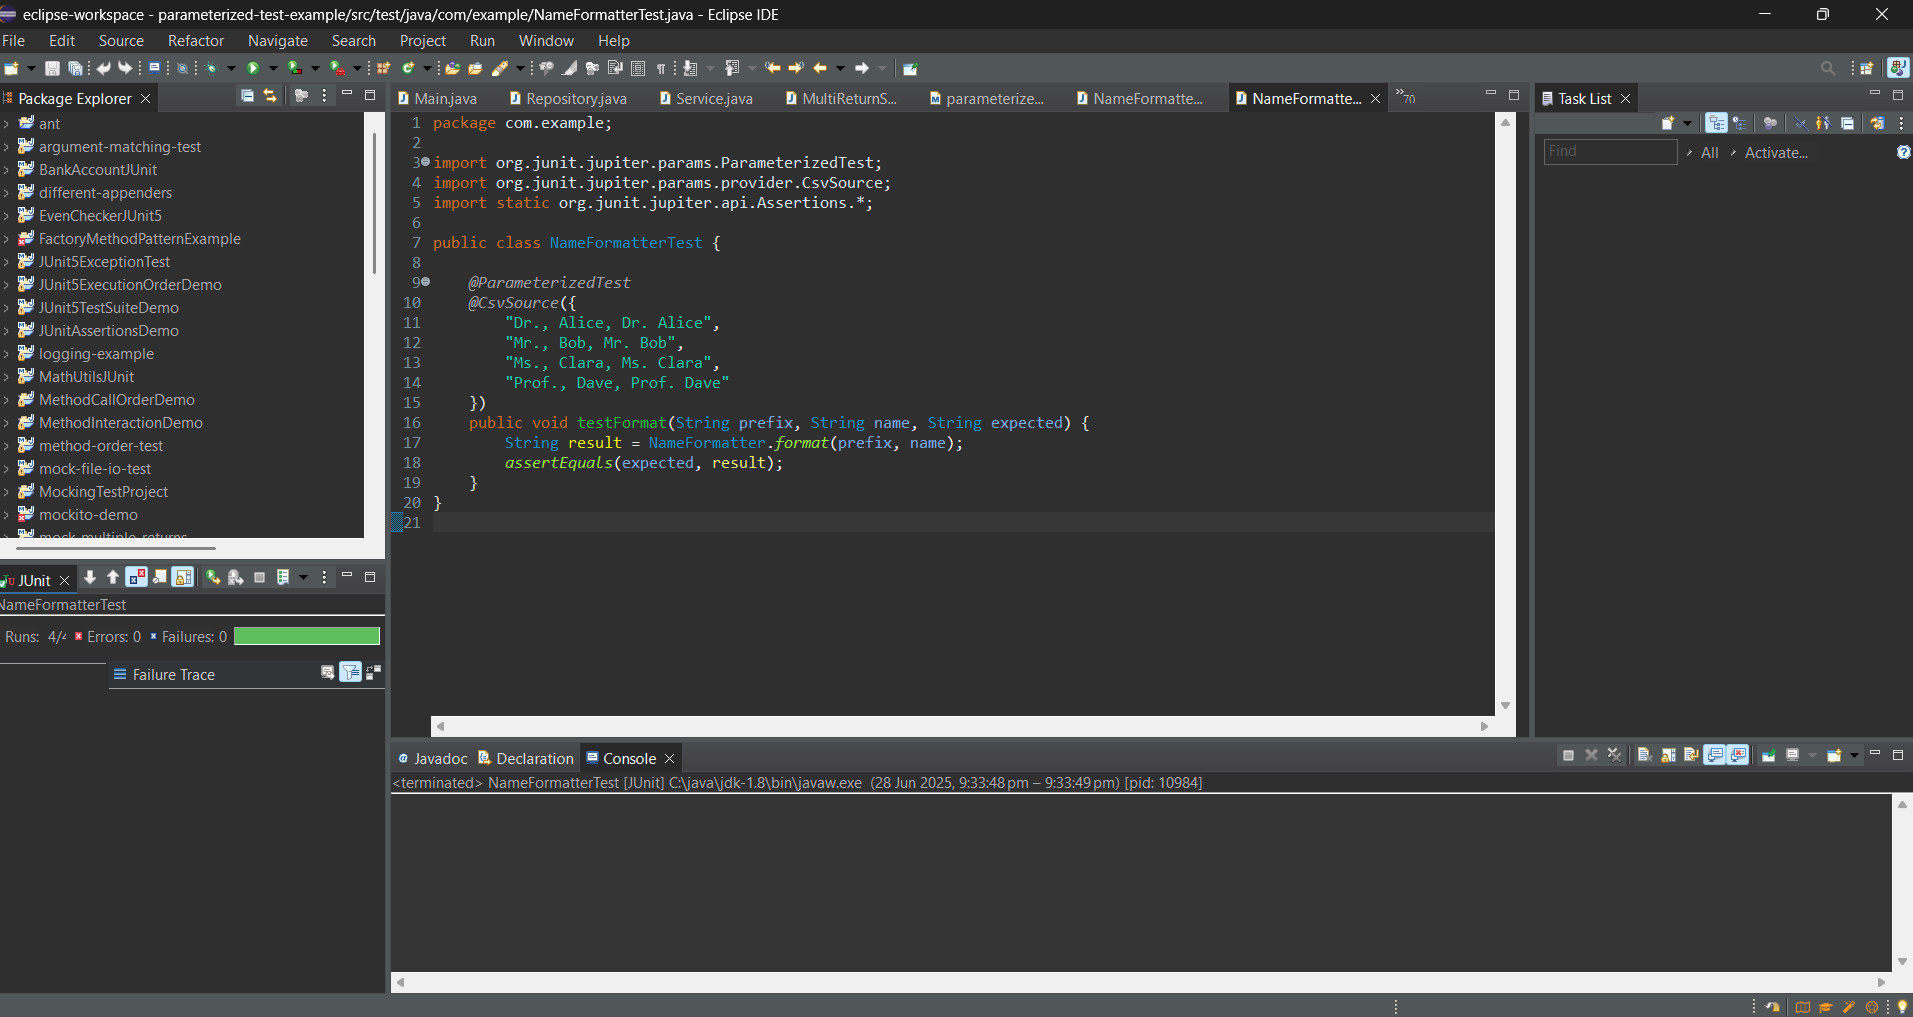 eclipse-workspace - parameterized-test-example/src/test/java/com/example/NameFormatterTest.java - Eclipse IDE
File Edit Source Refactor Navigate Search Project Run Window Help
Package Explorer
ant
argument-matching-test
BankAccountJUnit
different-appenders
EvenCheckerJUnit5
FactoryMethodPatternExample
JUnit5ExceptionTest
JUnit5ExecutionOrderDemo
JUnit5TestSuiteDemo
JUnitAssertionsDemo
logging-example
MathUtilsJUnit
MethodCallOrderDemo
MethodInteractionDemo
method-order-test
mock-file-io-test
MockingTestProject
mockito-demo
mock-multiple-returns
JUnit
NameFormatterTest
Runs: 4/4 Errors: 0 Failures: 0
Failure Trace
Main.java Repository.java Service.java MultiReturnS... parameterize... NameFormatte... NameFormatte... »70
1 package com.example;
2
3 import org.junit.jupiter.params.ParameterizedTest;
4 import org.junit.jupiter.params.provider.CsvSource;
5 import static org.junit.jupiter.api.Assertions.*;
6
7 public class NameFormatterTest {
8
9 @ParameterizedTest
10 @CsvSource({
11 "Dr., Alice, Dr. Alice",
12 "Mr., Bob, Mr. Bob",
13 "Ms., Clara, Ms. Clara",
14 "Prof., Dave, Prof. Dave"
15 })
16 public void testFormat(String prefix, String name, String expected) {
17 String result = NameFormatter.format(prefix, name);
18 assertEquals(expected, result);
19 }
20 }
21
Task List
Find All Activate...
Javadoc Declaration Console
<terminated> NameFormatterTest [JUnit] C:\java\jdk-1.8\bin\javaw.exe (28 Jun 2025, 9:33:48 pm – 9:33:49 pm) [pid: 10984]